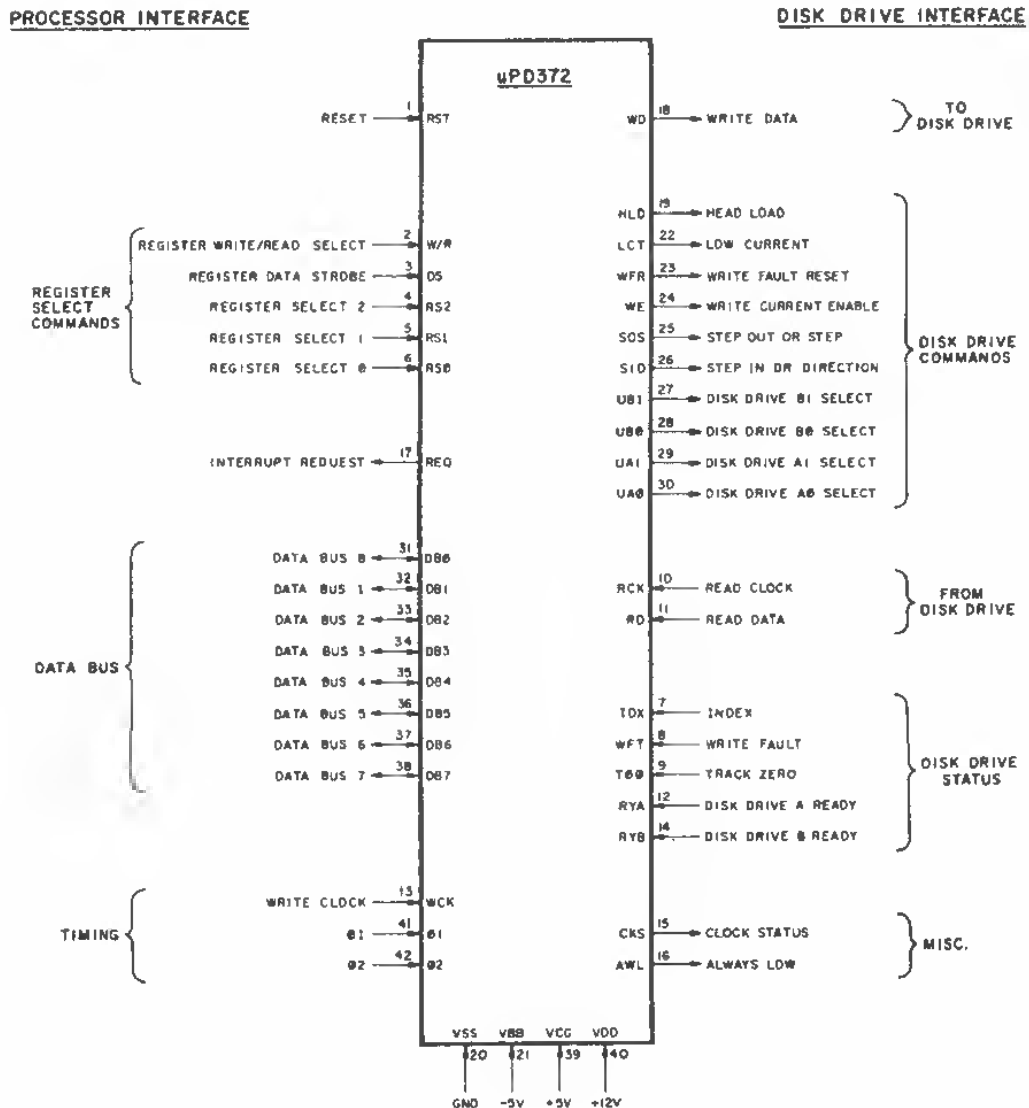 PROCESSOR INTERFACE
DISK DRIVE INTERFACE
uPD372
RESET 1 RST
WD 18 WRITE DATA
TO
DISK DRIVE
REGISTER
SELECT
COMMANDS
REGISTER WRITE/READ SELECT 2 W/R
REGISTER DATA STROBE 3 DS
REGISTER SELECT 2 4 RS2
REGISTER SELECT 1 5 RS1
REGISTER SELECT 0 6 RS0
INTERRUPT REQUEST 17 REQ
HLD 19 HEAD LOAD
LCT 22 LOW CURRENT
WFR 23 WRITE FAULT RESET
WE 24 WRITE CURRENT ENABLE
SOS 25 STEP OUT OR STEP
SID 26 STEP IN OR DIRECTION
UB1 27 DISK DRIVE B1 SELECT
UB0 28 DISK DRIVE B0 SELECT
UA1 29 DISK DRIVE A1 SELECT
UA0 30 DISK DRIVE A0 SELECT
DISK DRIVE
COMMANDS
DATA BUS
DATA BUS 0 31 DB0
DATA BUS 1 32 DB1
DATA BUS 2 33 DB2
DATA BUS 3 34 DB3
DATA BUS 4 35 DB4
DATA BUS 5 36 DB5
DATA BUS 6 37 DB6
DATA BUS 7 38 DB7
RCK 10 READ CLOCK
RD 11 READ DATA
FROM
DISK DRIVE
IDX 7 INDEX
WFT 8 WRITE FAULT
T00 9 TRACK ZERO
RYA 12 DISK DRIVE A READY
RYB 14 DISK DRIVE B READY
DISK DRIVE
STATUS
TIMING
WRITE CLOCK 13 WCK
Ø1 41 Ø1
Ø2 42 Ø2
CKS 15 CLOCK STATUS
AWL 16 ALWAYS LOW
MISC.
VSS VBB VCG VDD
20 21 39 40
GND -5V +5V +12V